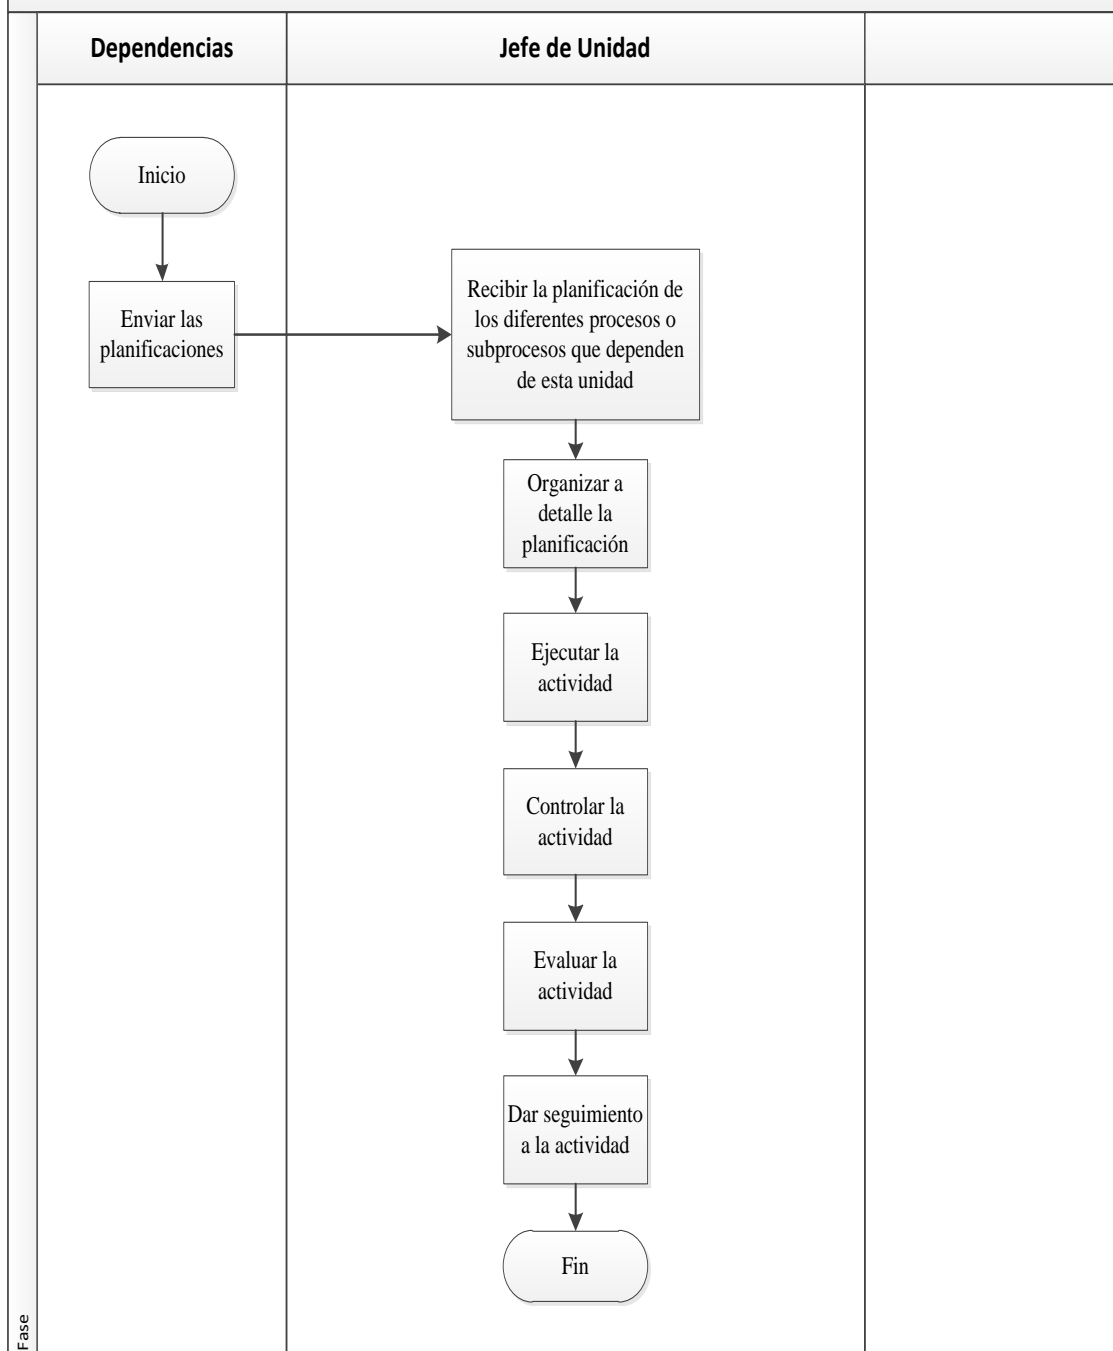 Dependencias
Jefe de Unidad
Inicio
Enviar las
planificaciones
Recibir la planificación de
los diferentes procesos o
subprocesos que dependen
de esta unidad
Organizar a
detalle la
planificación
Ejecutar la
actividad
Controlar la
actividad
Evaluar la
actividad
Dar seguimiento
a la actividad
Fin
Fase